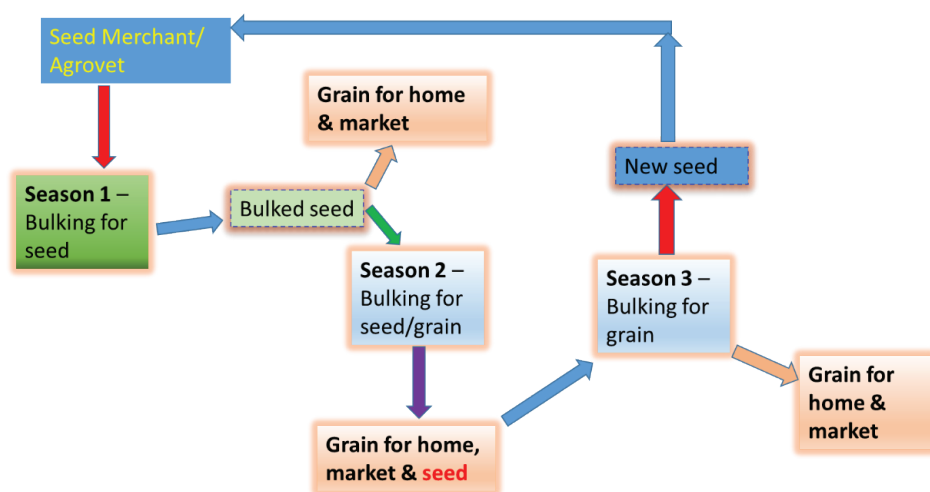 Seed Merchant/
Agrovet
Grain for home
& market
Season 1 –
Bulking for
seed
Bulked seed
New seed
Season 2 –
Bulking for
seed/grain
Season 3 –
Bulking for
grain
Grain for home,
market & seed
Grain for
home &
market